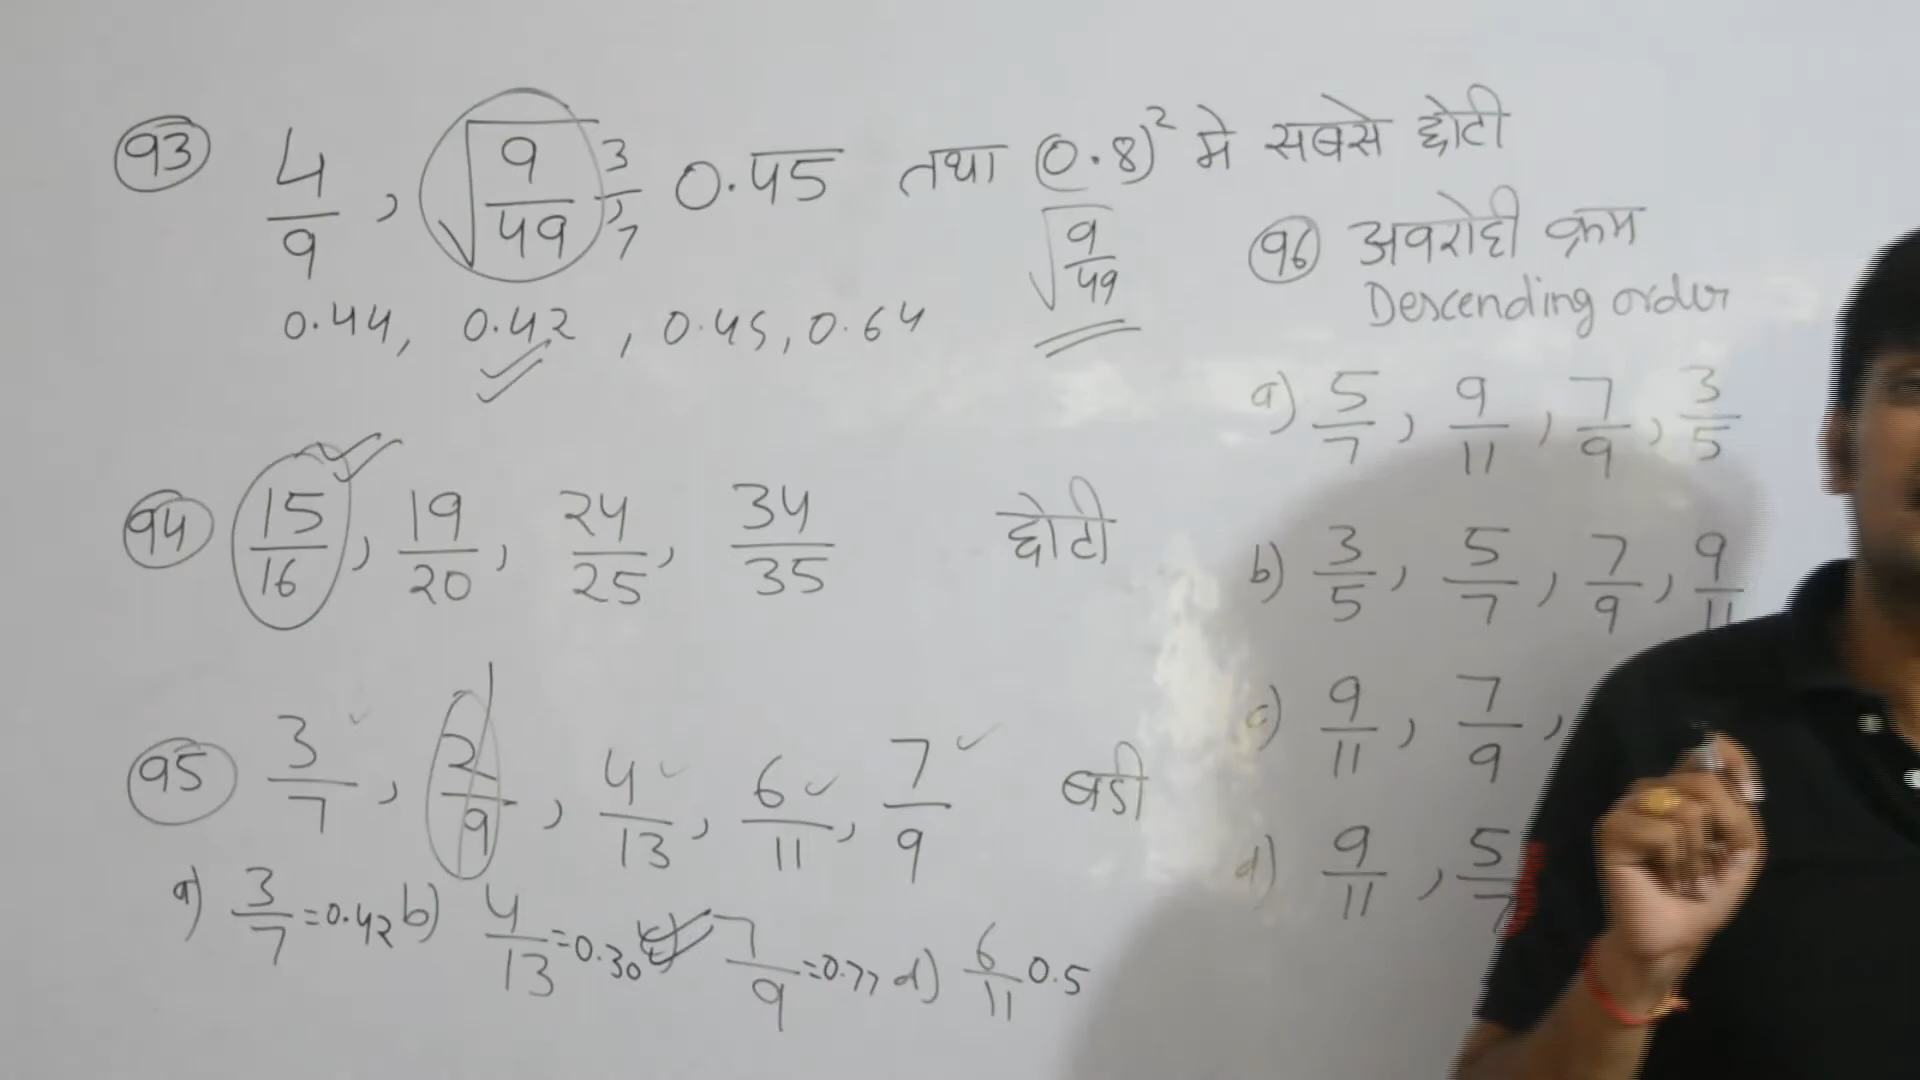 93 4/9 , √(9/49) 3/7 , 0.45 तथा (0.8)² मे सबसे छोटी
0.44, 0.42 , 0.45, 0.64
√(9/49)
94 15/16 , 19/20 , 24/25 , 34/35 छोटी
95 3/7 , 2/9 , 4/13 , 6/11 , 7/9 बडी
a) 3/7 =0.42 b) 4/13 =0.30 7/9 =0.77 d) 6/11 0.5
96 अवरोही क्रम
Descending order
a) 5/7 , 9/11 , 7/9 , 3/5
b) 3/5 , 5/7 , 7/9 , 9/11
c) 9/11 , 7/9 ,
d) 9/11 , 5/7